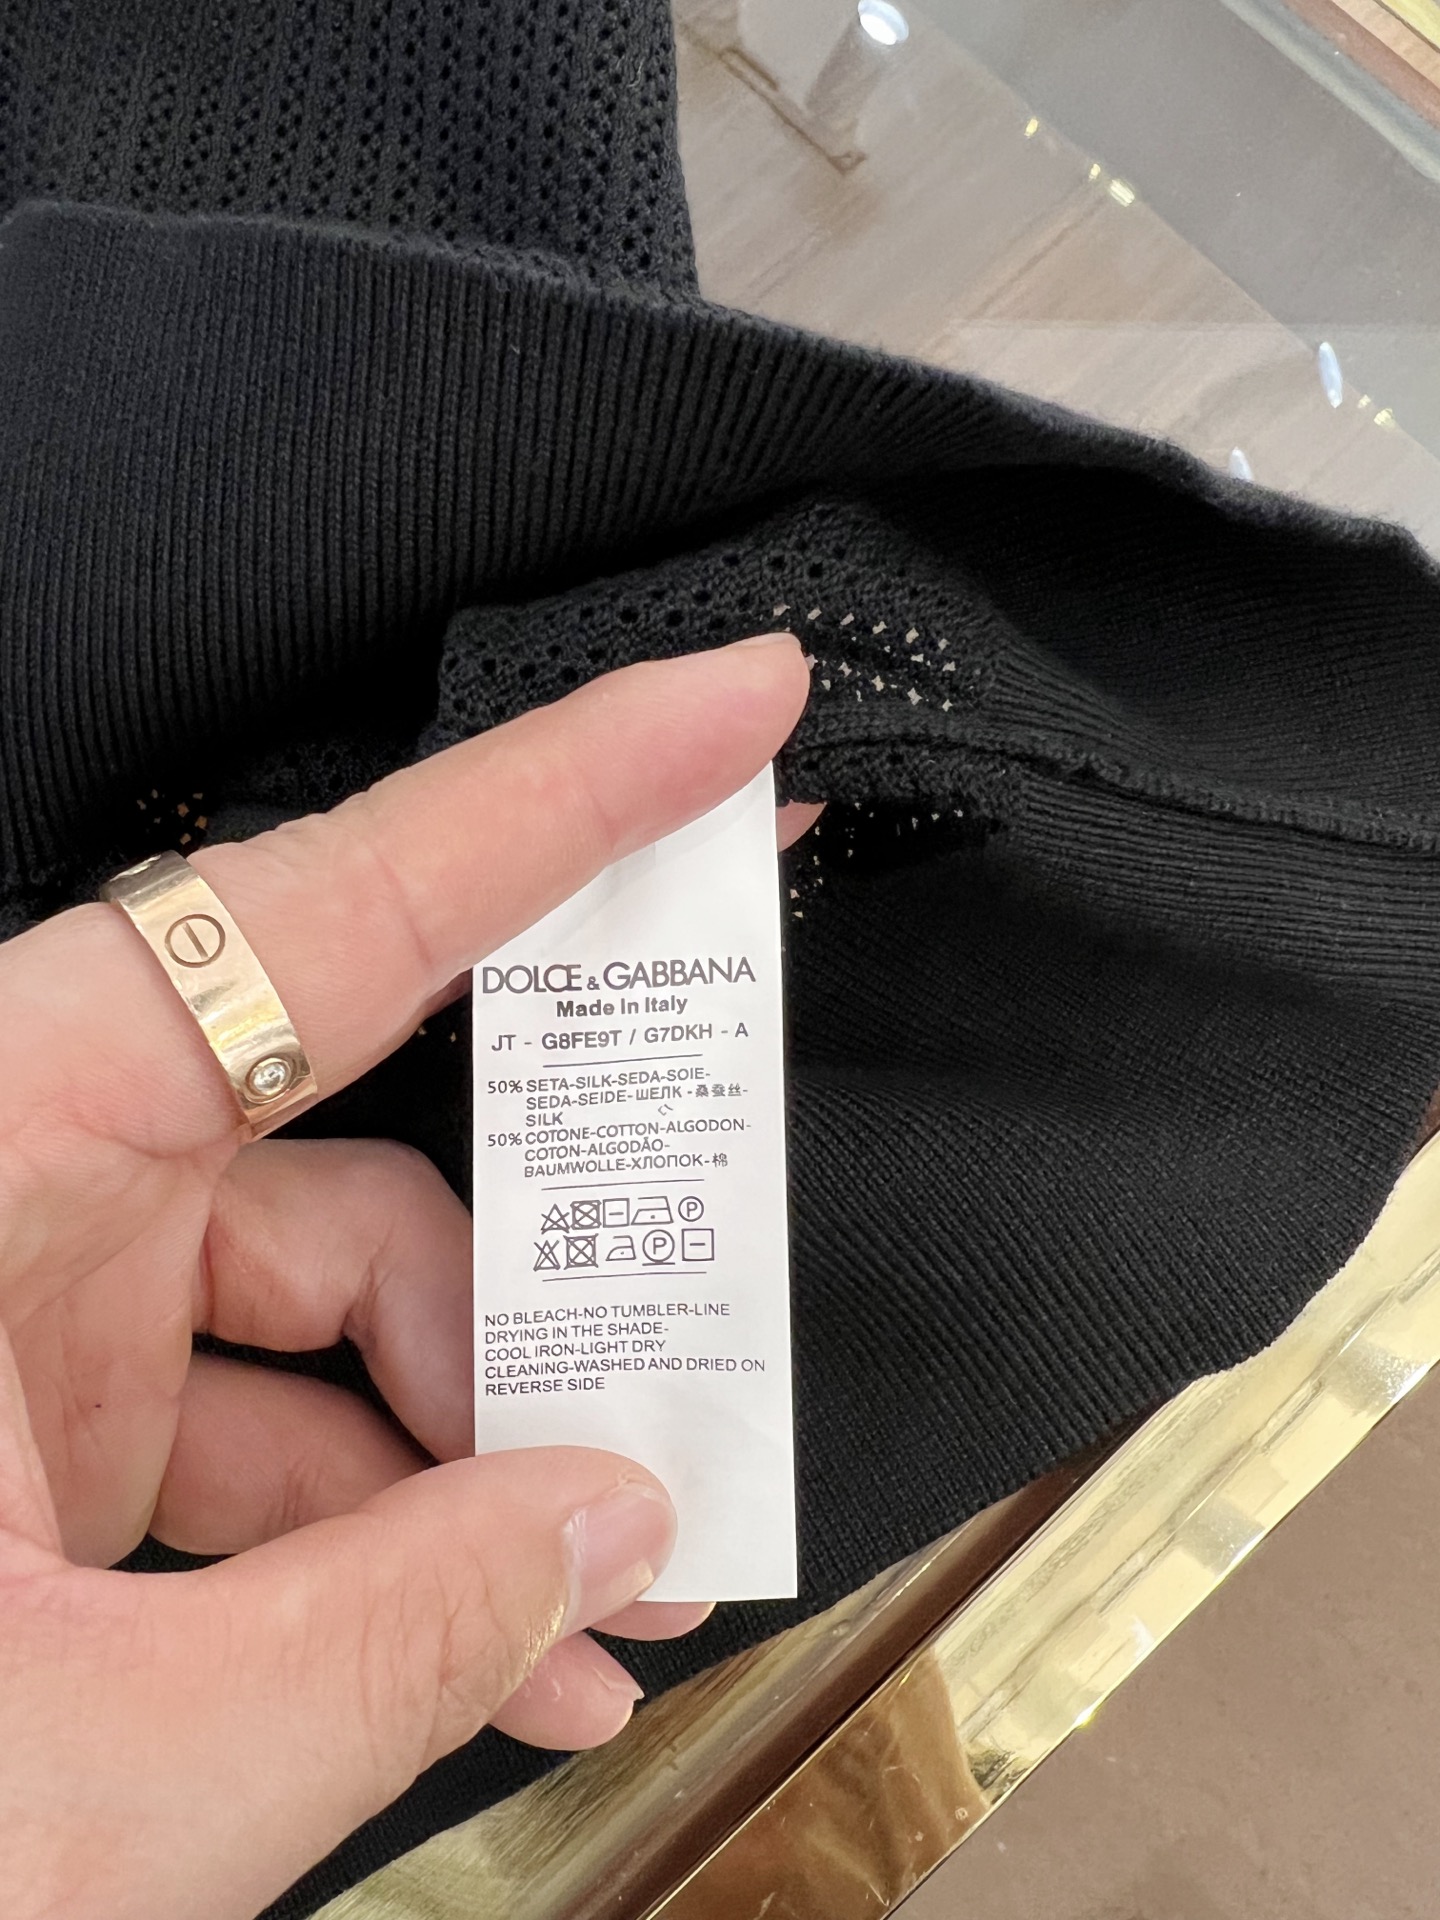 DOLCE & GABBANA
Made in Italy
JT - G8FE9T / G7DKH - A
50% SETA-SILK-SEDA-SOIE-
SEDA-SEIDE-ШЕЛК-桑蚕丝-
SILK
50% COTONE-COTTON-ALGODON-
COTON-ALGODÃO-
BAUMWOLLE-ХЛОПОК-棉
P
P
NO BLEACH-NO TUMBLER-LINE
DRYING IN THE SHADE-
COOL IRON-LIGHT DRY
CLEANING-WASHED AND DRIED ON
REVERSE SIDE